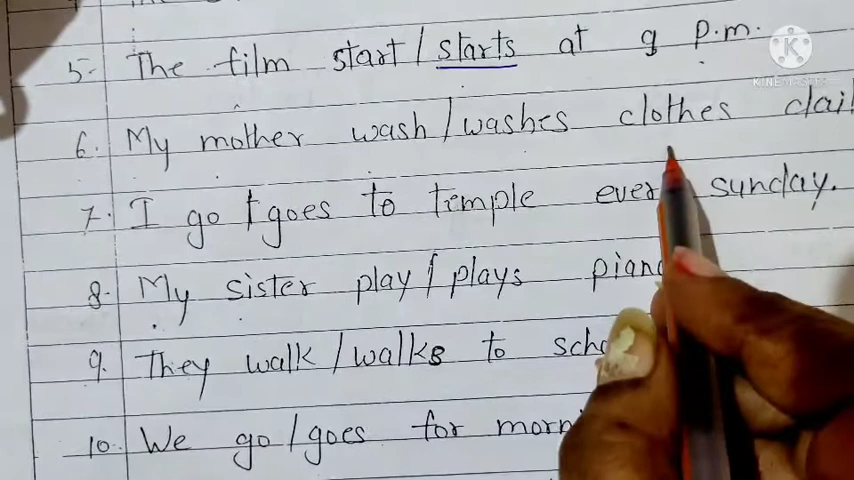 5. The film start/starts at 9 p.m.
6. My mother wash/washes clothes
7. I go/goes to temple sunday.
8. My sister play/plays
9. They walk/walks to
10. We go/goes for
KINEMASTER